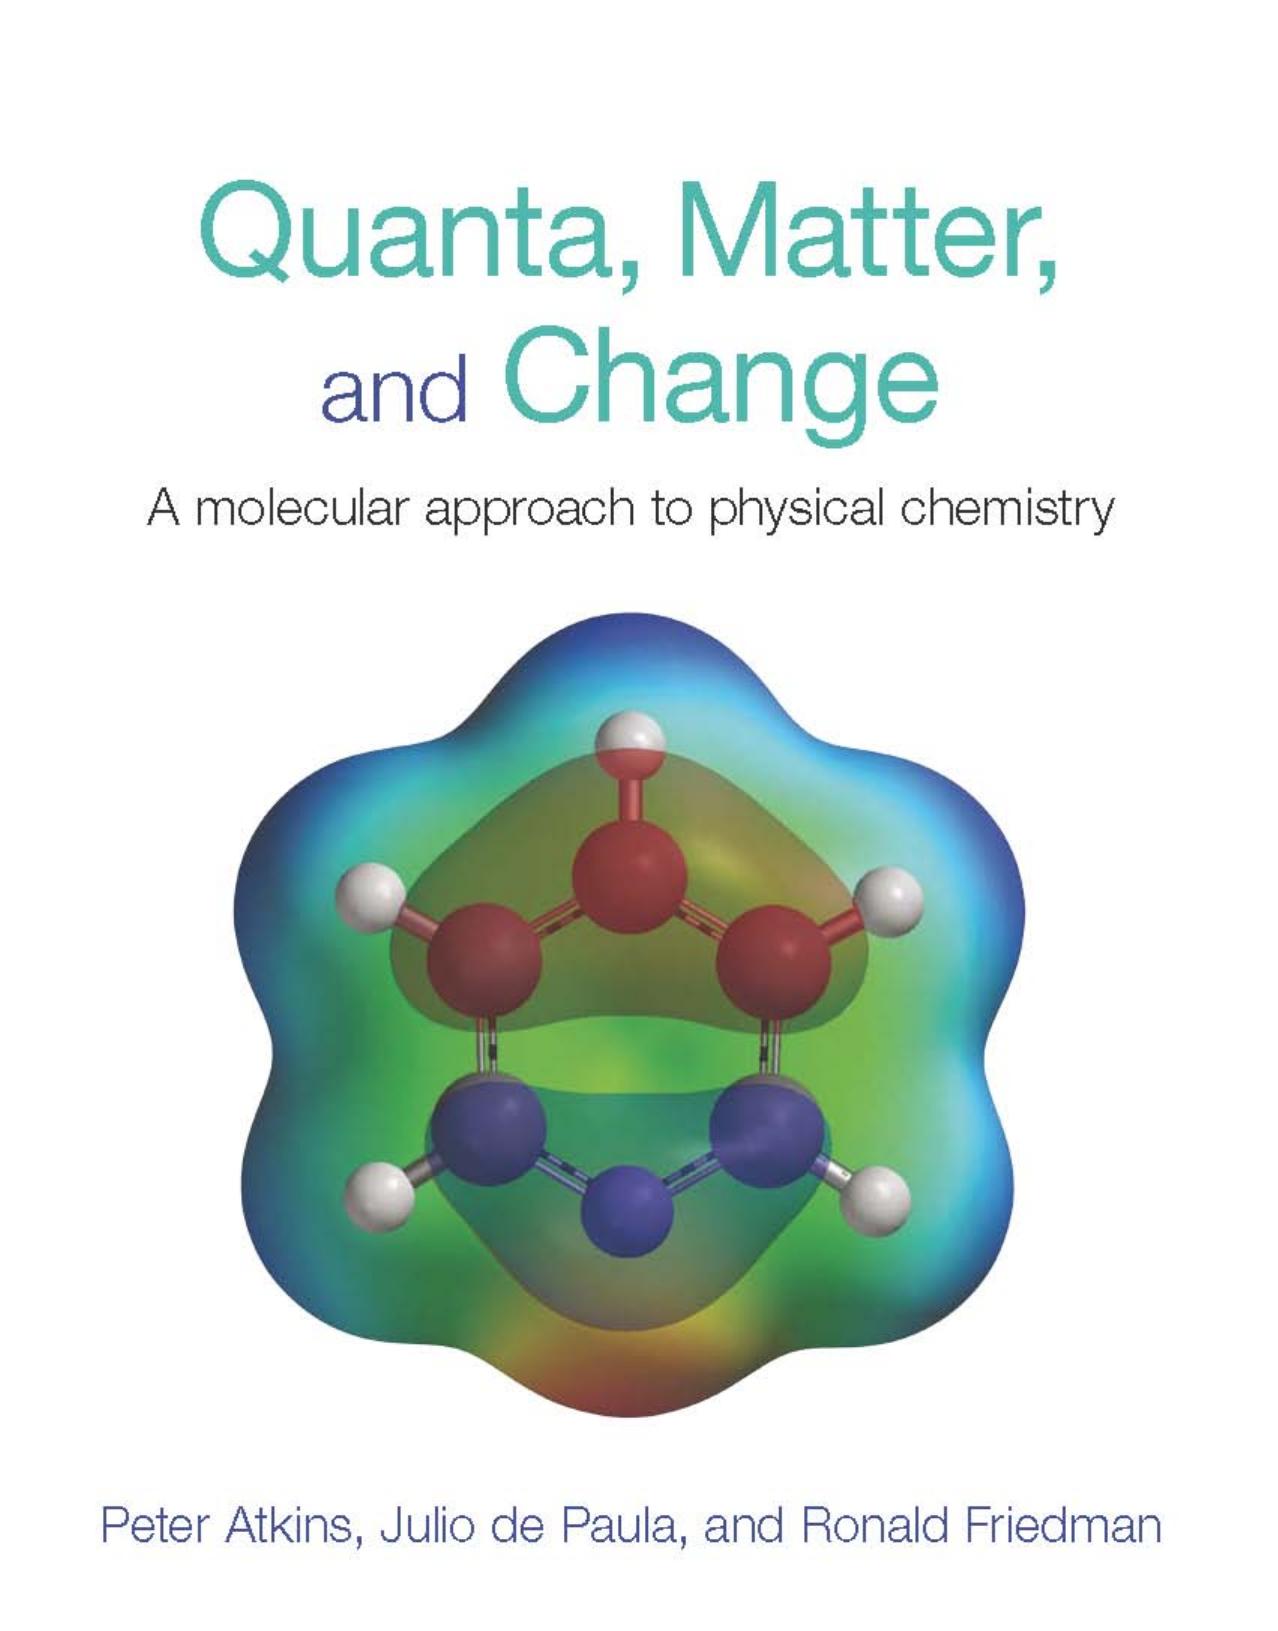 Quanta, Matter,
and Change
A molecular approach to physical chemistry
Peter Atkins, Julio de Paula, and Ronald Friedman